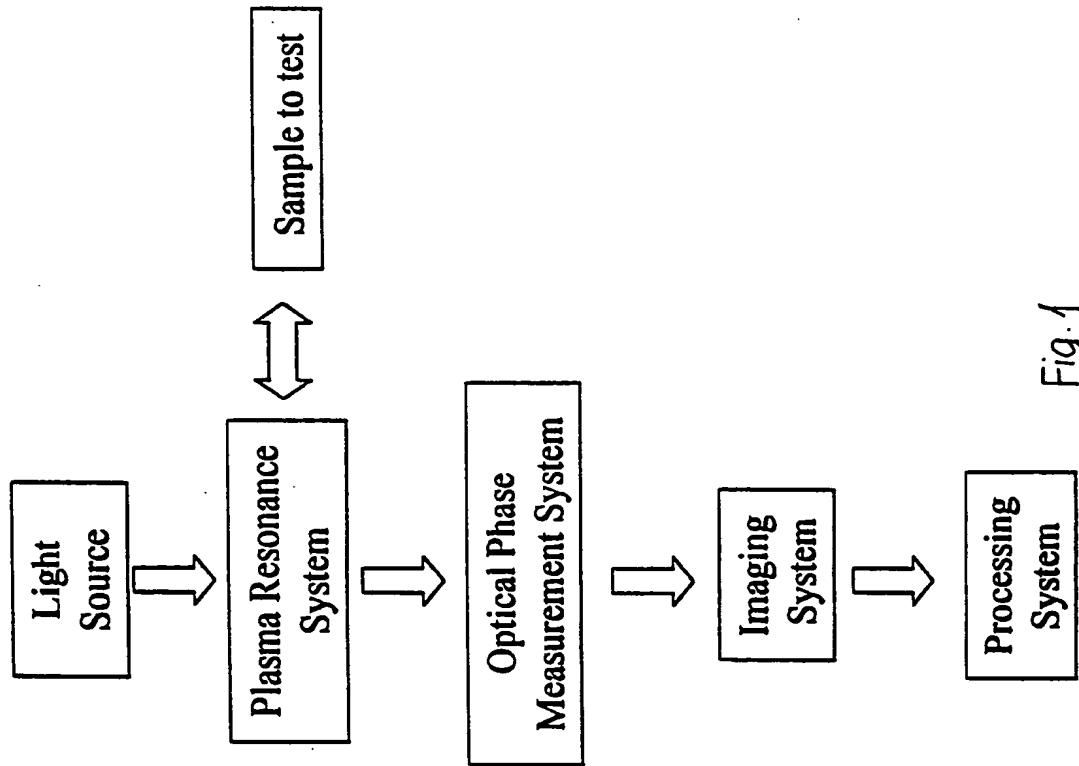 Light
Source
Plasma Resonance
System
Sample to test
Optical Phase
Measurement System
Imaging
System
Processing
System
Fig. 1